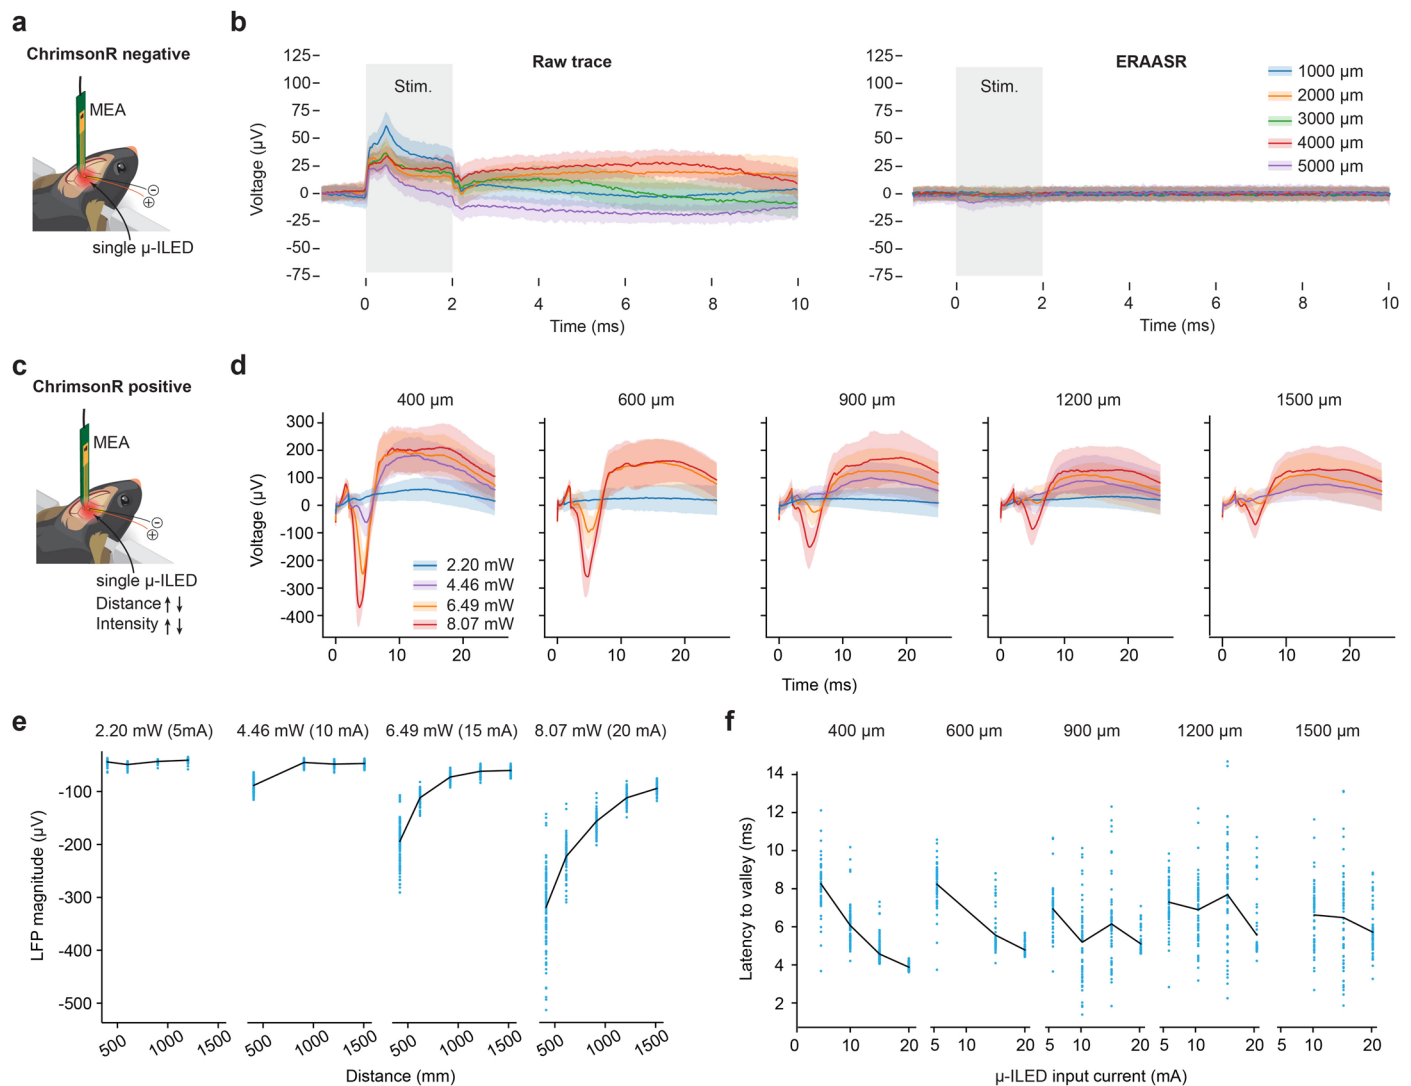 a
ChrimsonR negative
MEA
single µ-ILED
⊖
⊕
b
Raw trace
Stim.
Voltage (µV)
125
100
75
50
25
0
-25
-50
-75
0 2 4 6 8 10
Time (ms)
ERAASR
Stim.
125
100
75
50
25
0
-25
-50
-75
0 2 4 6 8 10
Time (ms)
1000 µm
2000 µm
3000 µm
4000 µm
5000 µm
c
ChrimsonR positive
MEA
⊖
⊕
single µ-ILED
Distance ↑ ↓
Intensity ↑ ↓
d
400 µm 600 µm 900 µm 1200 µm 1500 µm
Voltage (µV)
300
200
100
0
-100
-200
-300
-400
2.20 mW
4.46 mW
6.49 mW
8.07 mW
0 10 20 0 10 20 0 10 20 0 10 20 0 10 20
Time (ms)
e
2.20 mW (5mA) 4.46 mW (10 mA) 6.49 mW (15 mA) 8.07 mW (20 mA)
LFP magnitude (µV)
-100
-200
-300
-400
-500
500 1000 1500 500 1000 1500 500 1000 1500 500 1000 1500
Distance (mm)
f
400 µm 600 µm 900 µm 1200 µm 1500 µm
Latency to valley (ms)
14
12
10
8
6
4
2
0 10 20 5 10 20 5 10 20 5 10 20 5 10 20
µ-ILED input current (mA)